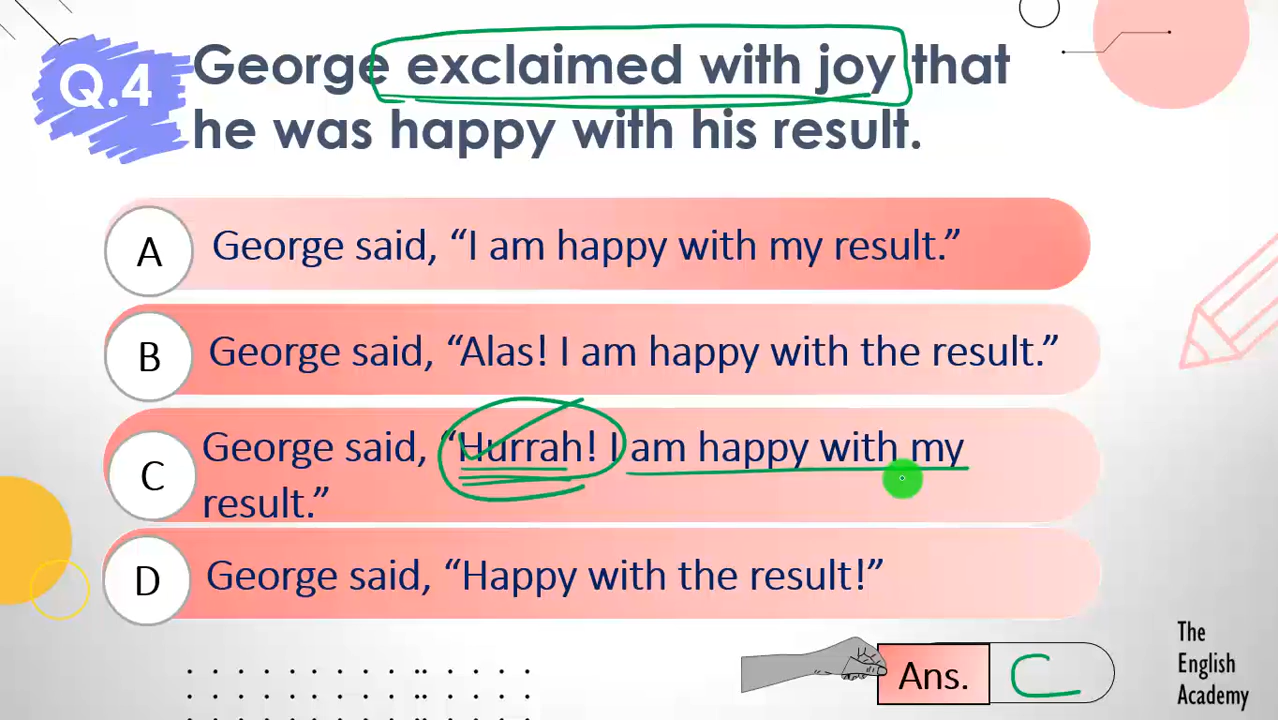 Q.4
George exclaimed with joy that
he was happy with his result.
A
George said, “I am happy with my result.”
B
George said, “Alas! I am happy with the result.”
C
George said, “Hurrah! I am happy with my
result.”
D
George said, “Happy with the result!”
Ans.
C
The
English
Academy